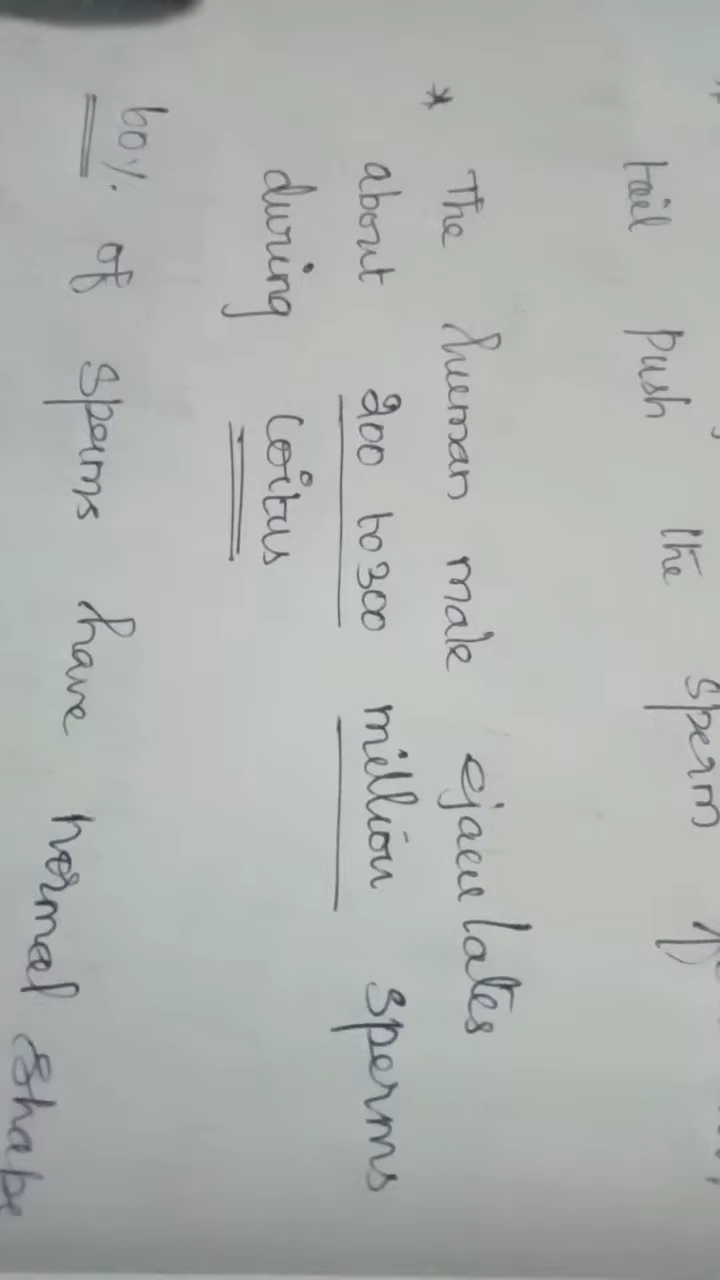 tail push the sperm
* The human male ejaculates
about 200 to 300 million sperms
during Coitus
60% of sperms have normal shape